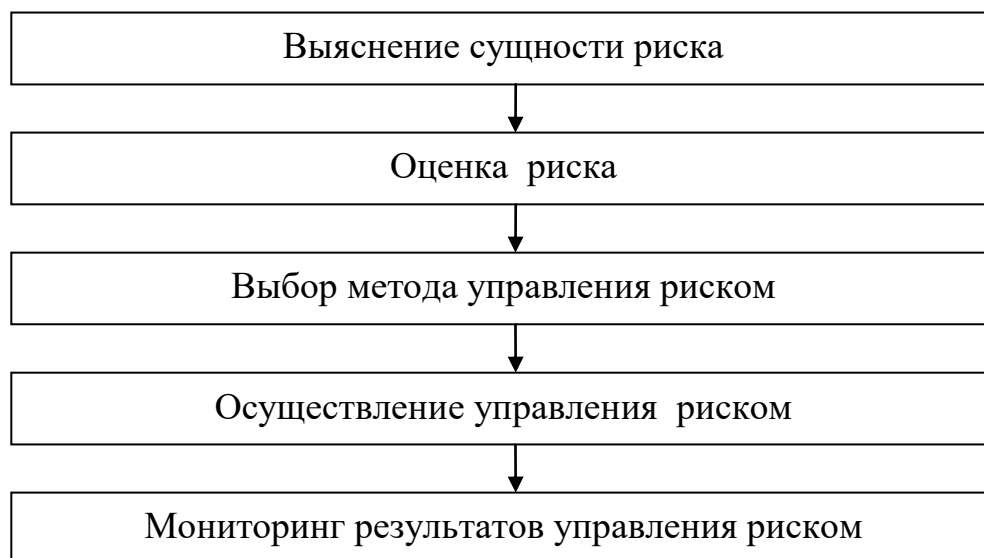 Выяснение сущности риска
Оценка риска
Выбор метода управления риском
Осуществление управления риском
Мониторинг результатов управления риском